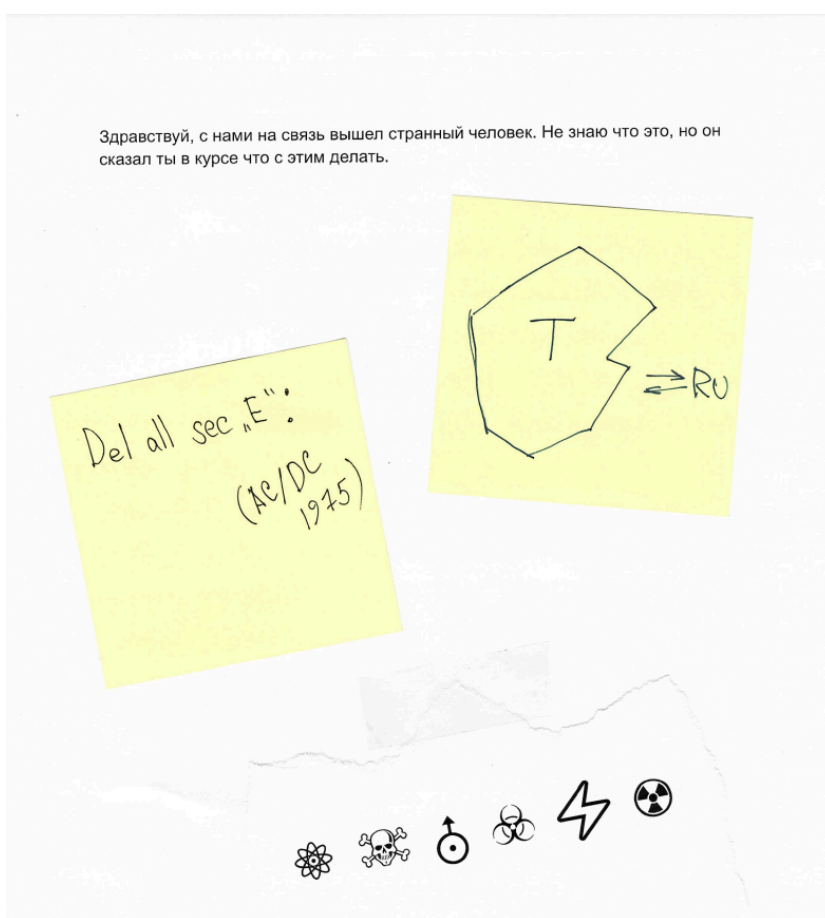 Здравствуй, с нами на связь вышел странный человек. Не знаю что это, но он
сказал ты в курсе что с этим делать.
T
⇄ RU
Del all sec „E“:
(AC/DC
1975)